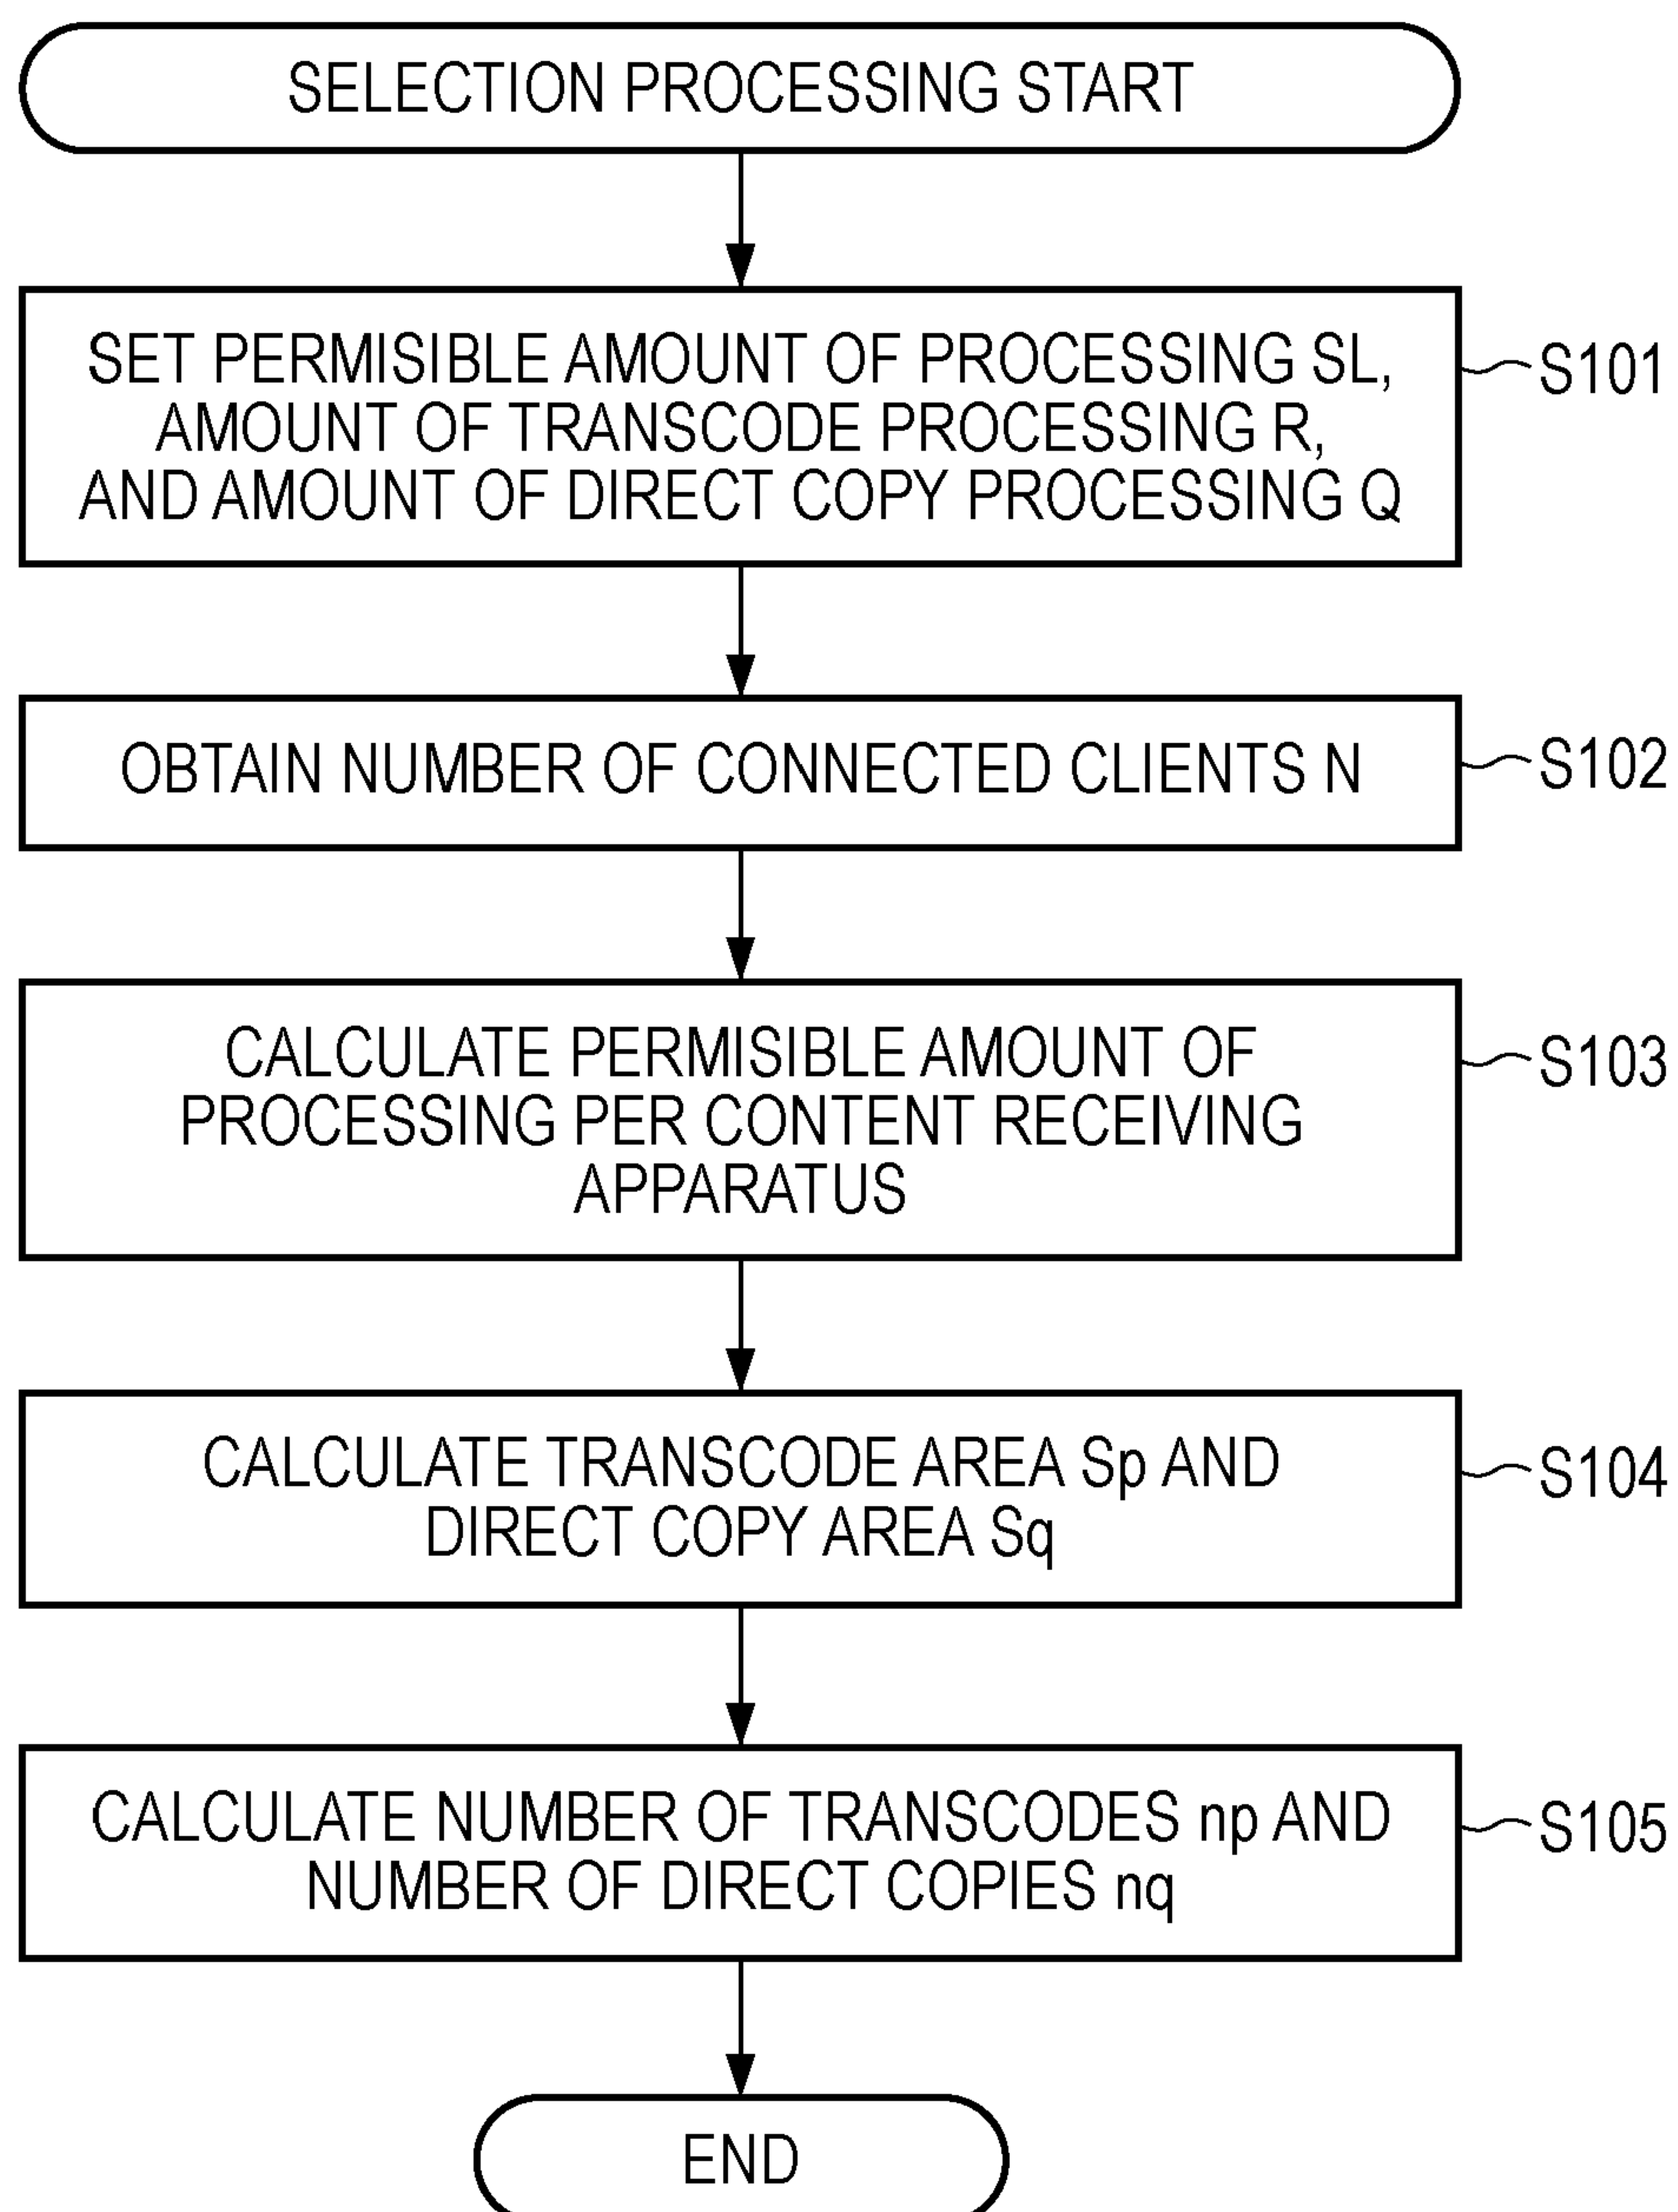 SELECTION PROCESSING START
SET PERMISIBLE AMOUNT OF PROCESSING SL,
AMOUNT OF TRANSCODE PROCESSING R,
AND AMOUNT OF DIRECT COPY PROCESSING Q
S101
OBTAIN NUMBER OF CONNECTED CLIENTS N
S102
CALCULATE PERMISIBLE AMOUNT OF
PROCESSING PER CONTENT RECEIVING
APPARATUS
S103
CALCULATE TRANSCODE AREA Sp AND
DIRECT COPY AREA Sq
S104
CALCULATE NUMBER OF TRANSCODES np AND
NUMBER OF DIRECT COPIES nq
S105
END